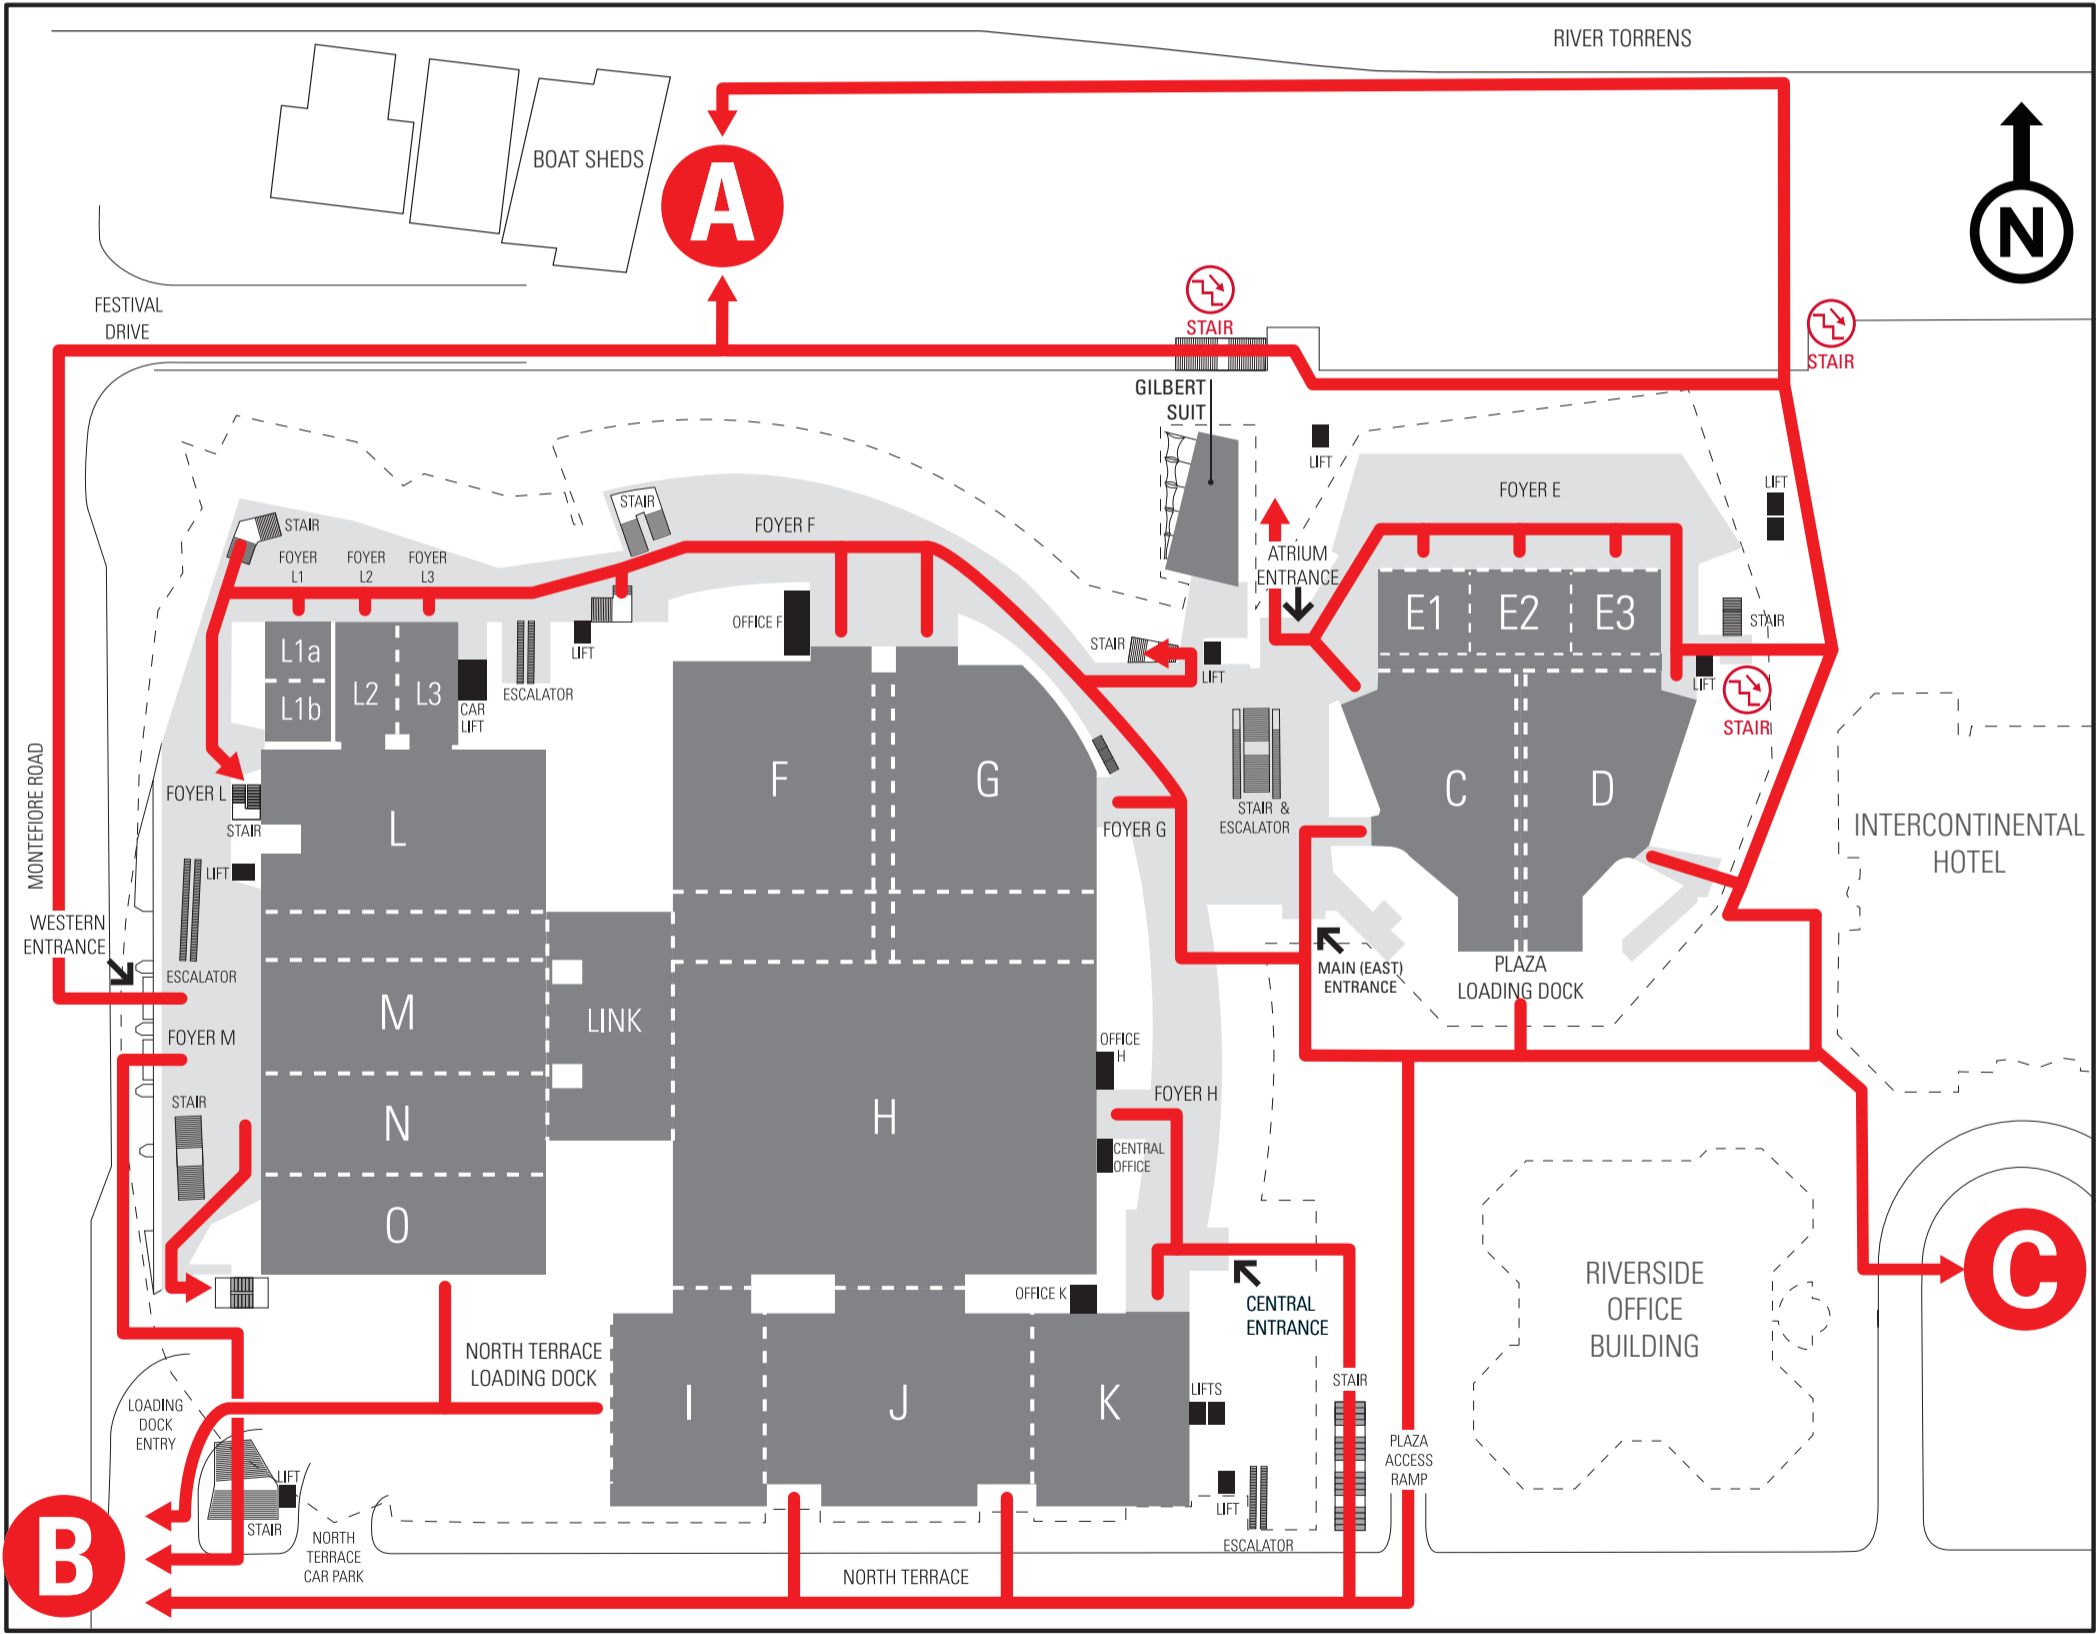 RIVER TORRENS
BOAT SHEDS
A
N
FESTIVAL
DRIVE
STAIR
STAIR
GILBERT
SUIT
LIFT
LIFT
FOYER E
STAIR
STAIR
FOYER F
FOYER
L1
FOYER
L2
FOYER
L3
ATRIUM
ENTRANCE
E1
E2
E3
STAIR
OFFICE F
STAIR
LIFT
LIFT
LIFT
STAIR
L1a
L1b
L2
L3
CAR
LIFT
ESCALATOR
MONTEFIORE ROAD
F
G
C
D
FOYER L
STAIR
L
STAIR &
ESCALATOR
FOYER G
INTERCONTINENTAL
HOTEL
LIFT
WESTERN
ENTRANCE
ESCALATOR
MAIN (EAST)
ENTRANCE
PLAZA
LOADING DOCK
M
LINK
FOYER M
OFFICE
H
FOYER H
STAIR
N
H
CENTRAL
OFFICE
O
OFFICE K
CENTRAL
ENTRANCE
RIVERSIDE
OFFICE
BUILDING
C
NORTH TERRACE
LOADING DOCK
I
J
K
LIFTS
STAIR
LOADING
DOCK
ENTRY
PLAZA
ACCESS
RAMP
LIFT
LIFT
STAIR
B
NORTH
TERRACE
CAR PARK
ESCALATOR
NORTH TERRACE